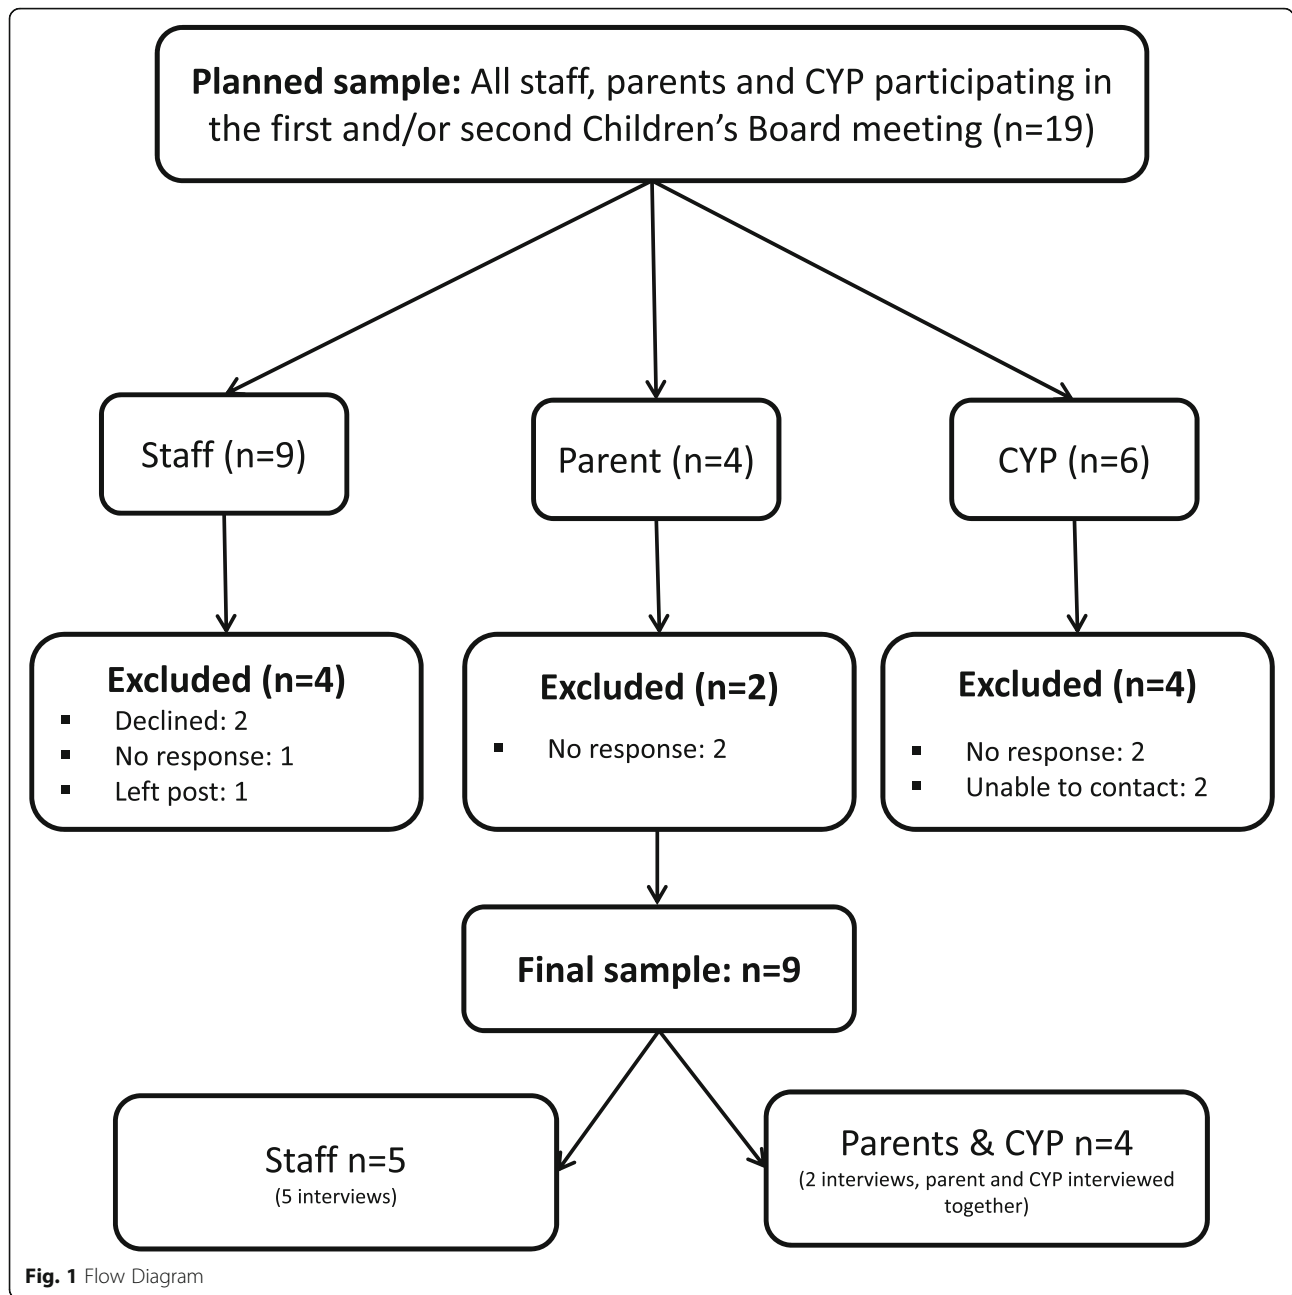 Planned sample: All staff, parents and CYP participating in
the first and/or second Children’s Board meeting (n=19)
Staff (n=9)
Parent (n=4)
CYP (n=6)
Excluded (n=4)
▪ Declined: 2
▪ No response: 1
▪ Left post: 1
Excluded (n=2)
▪ No response: 2
Excluded (n=4)
▪ No response: 2
▪ Unable to contact: 2
Final sample: n=9
Staff n=5
(5 interviews)
Parents & CYP n=4
(2 interviews, parent and CYP interviewed
together)
Fig. 1 Flow Diagram